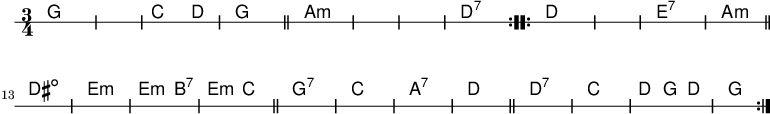 3/4 G C D G Am D7 D E7 Am
13 D♯° Em Em B7 Em C G7 C A7 D D7 C D G D G